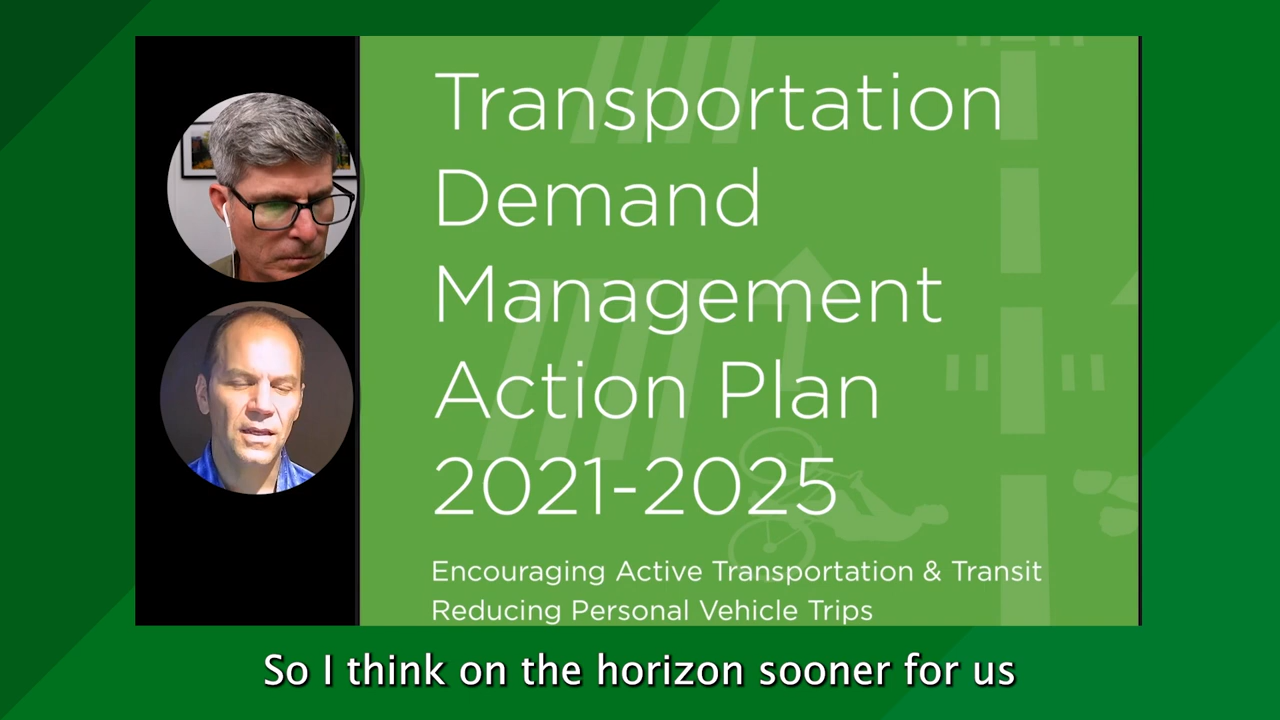 Transportation
Demand
Management
Action Plan
2021-2025
Encouraging Active Transportation & Transit
Reducing Personal Vehicle Trips
So I think on the horizon sooner for us